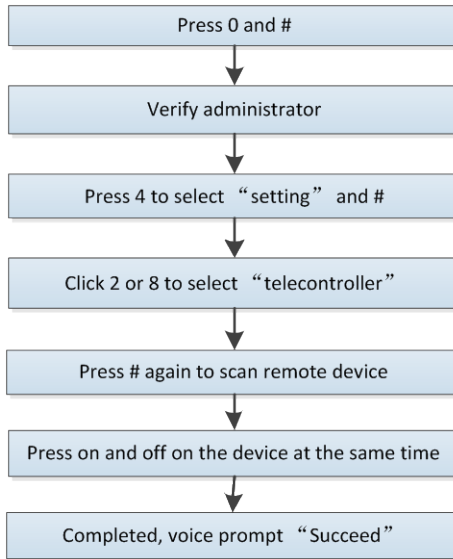 Press 0 and #
Verify administrator
Press 4 to select “setting” and #
Click 2 or 8 to select “telecontroller”
Press # again to scan remote device
Press on and off on the device at the same time
Completed, voice prompt “Succeed”